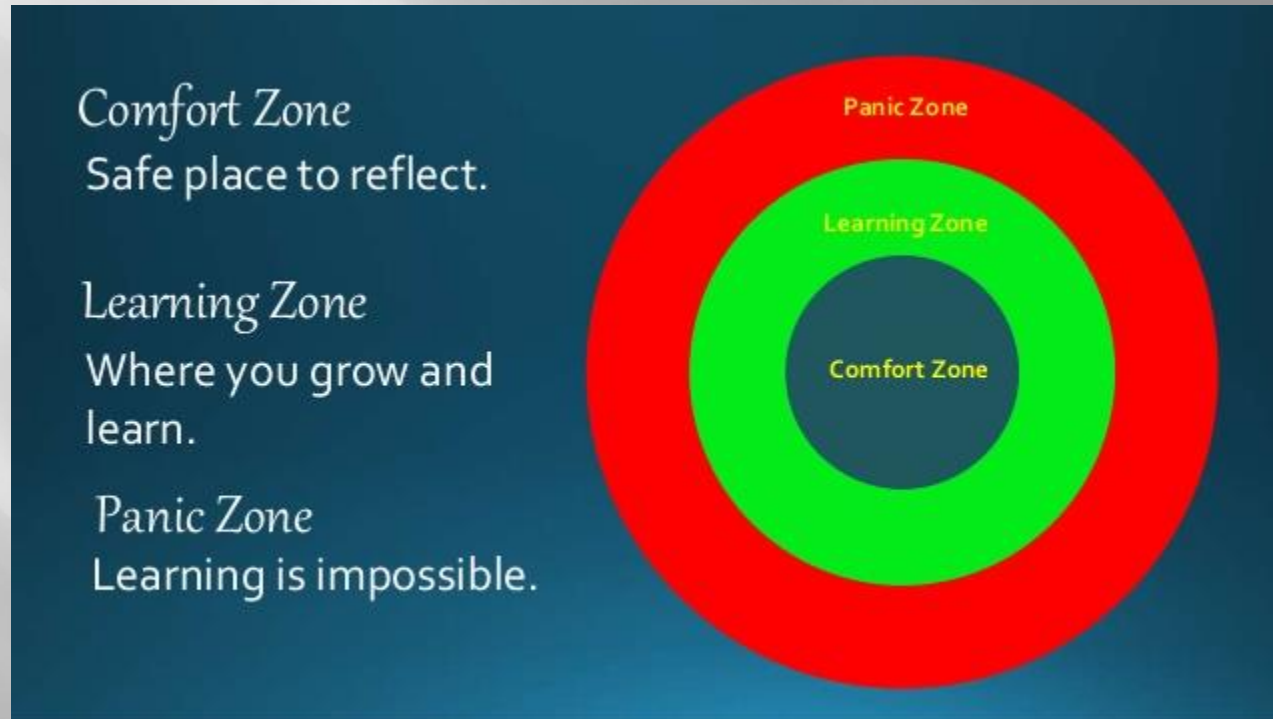 Comfort Zone
Safe place to reflect.
Learning Zone
Where you grow and
learn.
Panic Zone
Learning is impossible.
Panic Zone
Learning Zone
Comfort Zone